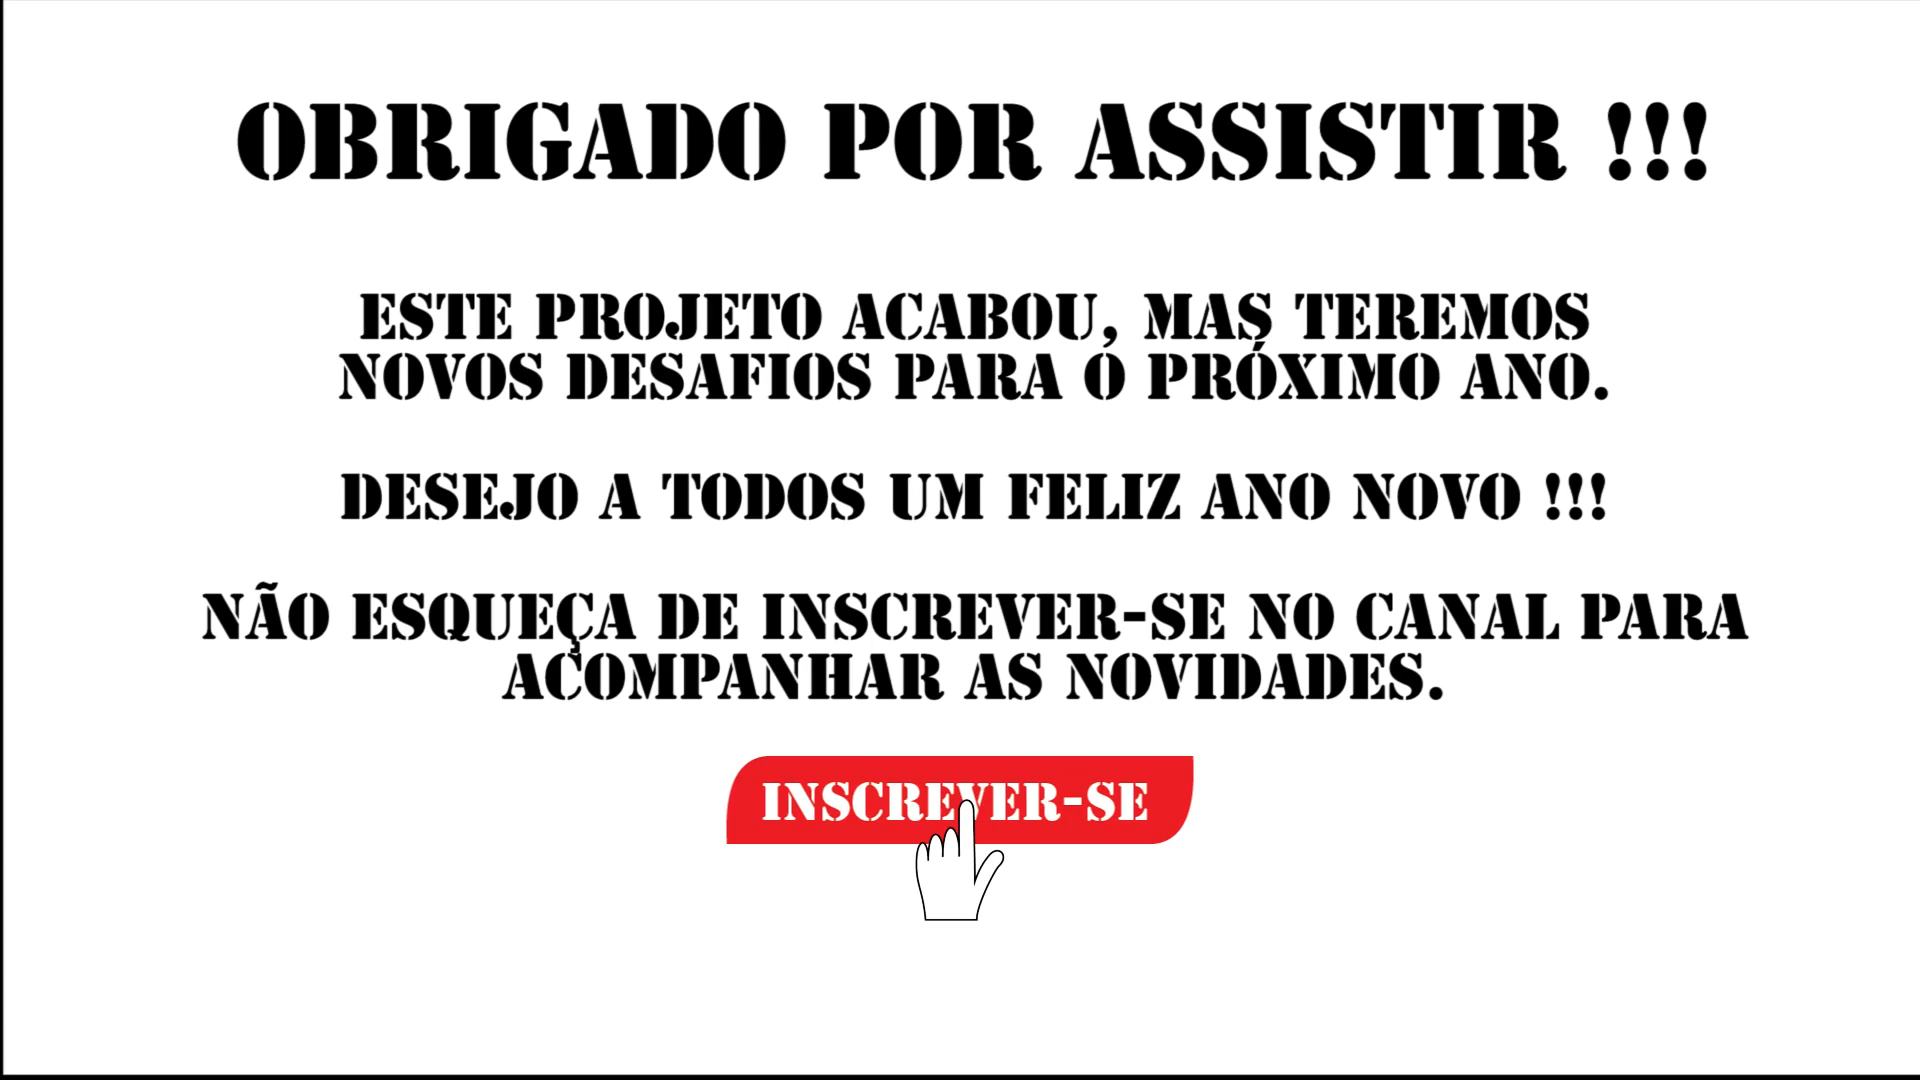 OBRIGADO POR ASSISTIR !!!
ESTE PROJETO ACABOU, MAS TEREMOS
NOVOS DESAFIOS PARA O PRÓXIMO ANO.
DESEJO A TODOS UM FELIZ ANO NOVO !!!
NÃO ESQUEÇA DE INSCREVER-SE NO CANAL PARA
ACOMPANHAR AS NOVIDADES.
INSCREVER-SE